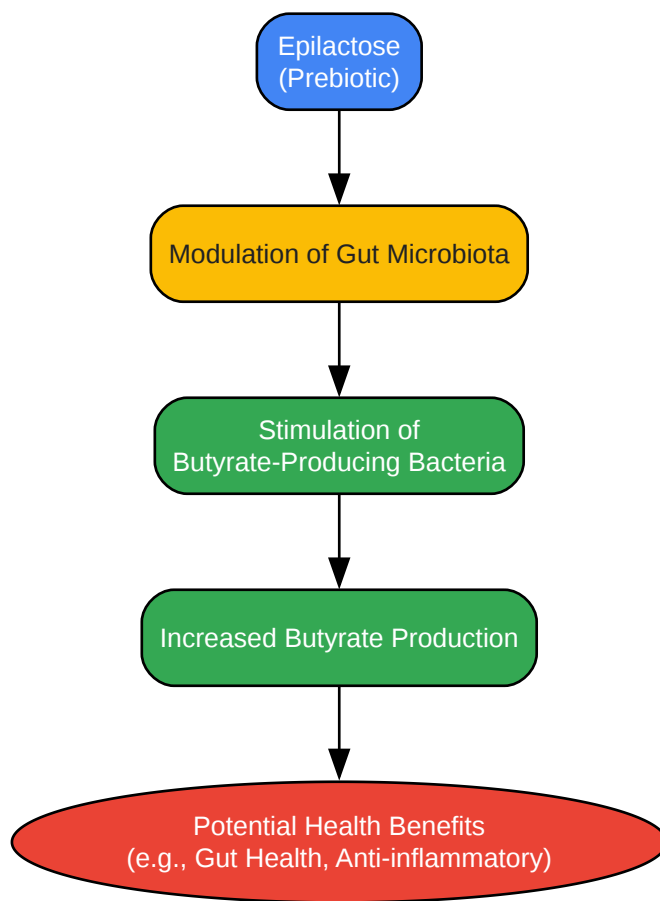 Epilactose
(Prebiotic)
Modulation of Gut Microbiota
Stimulation of
Butyrate-Producing Bacteria
Increased Butyrate Production
Potential Health Benefits
(e.g., Gut Health, Anti-inflammatory)